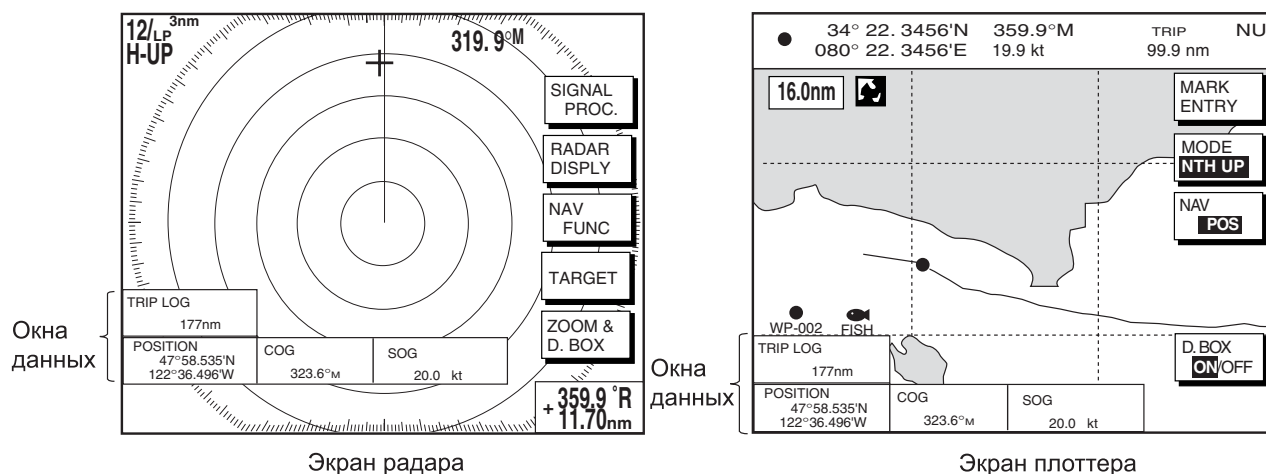 12/LP
3nm
H-UP
319.9°M
SIGNAL
PROC.
RADAR
DISPLY
NAV
FUNC
TARGET
ZOOM &
D. BOX
TRIP LOG
177nm
Окна
данных
POSITION
47°58.535'N
122°36.496'W
COG
323.6°м
SOG
20.0 kt
+ 359.9 °R
11.70nm
Экран радара
34° 22. 3456'N 359.9°M TRIP NU
080° 22. 3456'E 19.9 kt 99.9 nm
16.0nm
MARK
ENTRY
MODE
NTH UP
NAV
POS
WP-002 FISH
D. BOX
ON/OFF
TRIP LOG
177nm
Окна
данных
POSITION
47°58.535'N
122°36.496'W
COG
323.6°м
SOG
20.0 kt
Экран плоттера